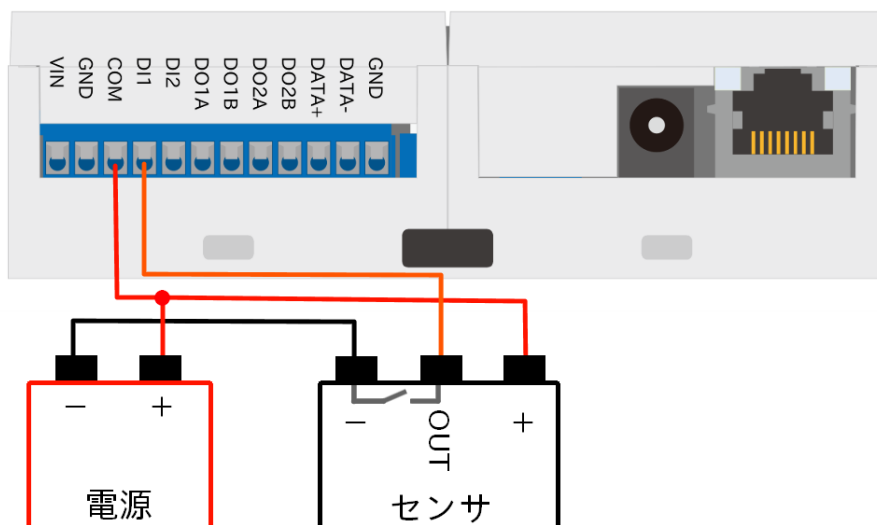 VIN
GND
COM
DI1
DI2
DO1A
DO1B
DO2A
DO2B
DATA+
DATA-
GND
− +
− OUT +
電源
センサ